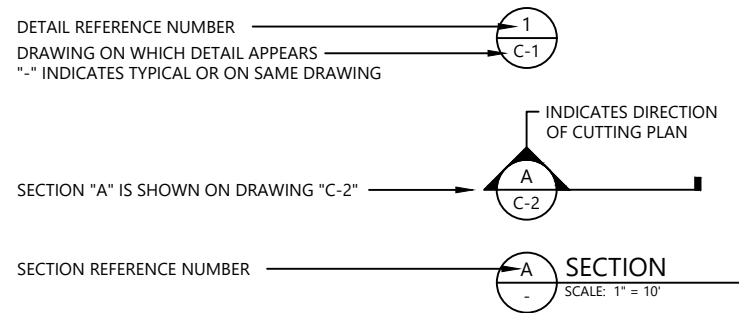 DETAIL REFERENCE NUMBER
1
DRAWING ON WHICH DETAIL APPEARS
C-1
"-" INDICATES TYPICAL OR ON SAME DRAWING
INDICATES DIRECTION
OF CUTTING PLAN
SECTION "A" IS SHOWN ON DRAWING "C-2"
A
C-2
SECTION REFERENCE NUMBER
A
-
SECTION
SCALE: 1" = 10'